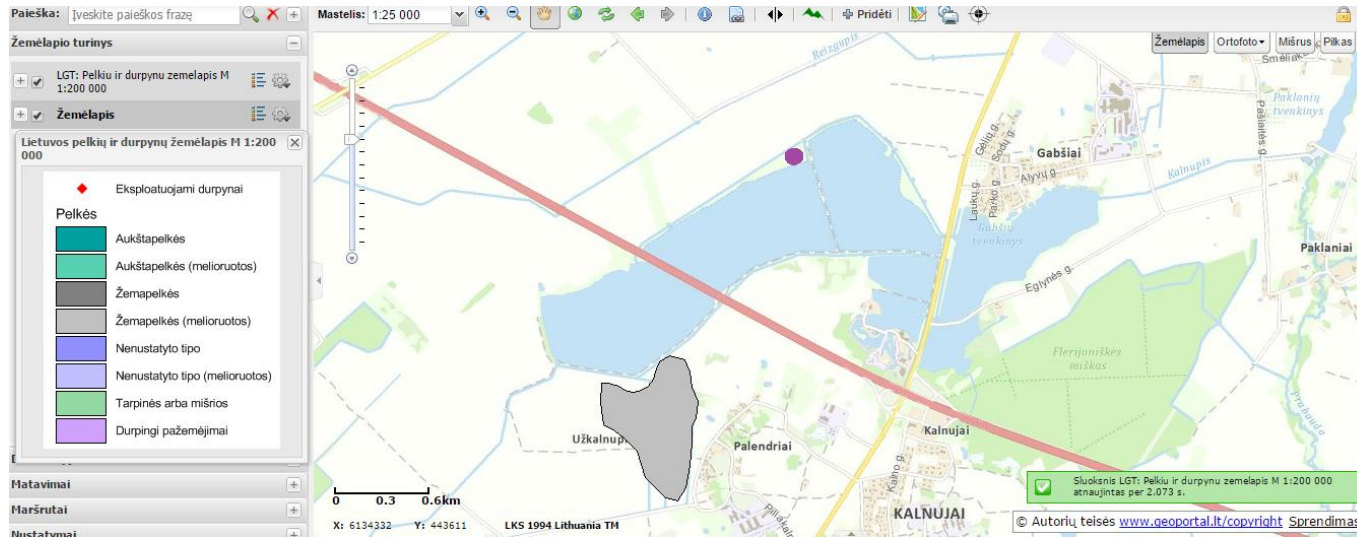 Paieška: Įveskite paieškos frazę
Mastelis: 1:25 000
Pridėti
Žemėlapio turinys
Žemėlapis Ortofoto Mišrus Pilkas
LGT: Pelkiu ir durpynu zemelapis M
1:200 000
Žemėlapis
Lietuvos pelkių ir durpynų žemėlapis M 1:200
000
Eksploatuojami durpynai
Pelkės
Aukštapelkės
Aukštapelkės (melioruotos)
Žemapelkės
Žemapelkės (melioruotos)
Nenustatyto tipo
Nenustatyto tipo (melioruotos)
Tarpinės arba mišrios
Durpingi pažemėjimai
Matavimai
Maršrutai
Nustatymai
Reizgupis
Paklanių
tvenkinys
Pašlaitės g.
Gėlių g.
Sodų g.
Gabšiai
Alyvų g.
Laukų g.
Parko g.
Kalnupis
Gabšių
tvenkinys
Paklaniai
Eglynės g.
Flerijoniškės
miškas
Prabauda
Kalnujai
Užkalnupi
Palendriai
Kalno g.
KALNUJAI
0 0.3 0.6km
X: 6134332 Y: 443611 LKS 1994 Lithuania TM
Sluoksnis LGT: Pelkiu ir durpynu zemelapis M 1:200 000
atnaujintas per 2.073 s.
© Autorių teisės www.geoportal.lt/copyright Sprendimas